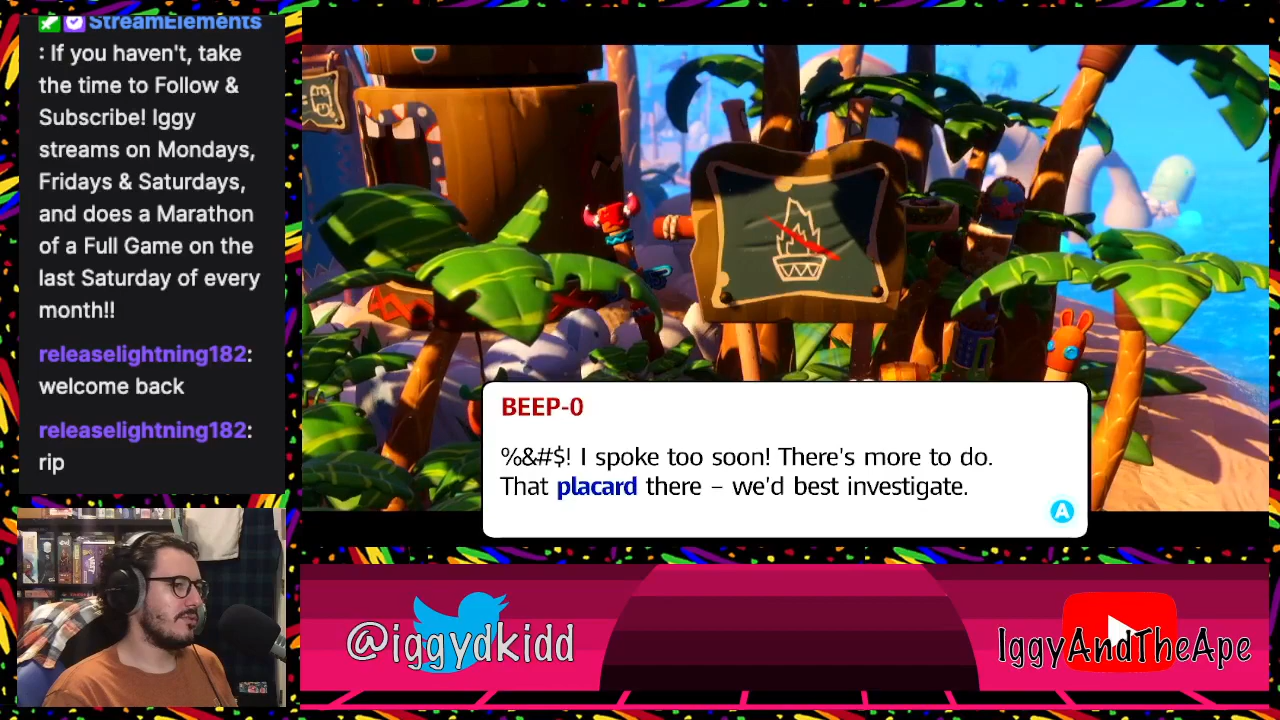 StreamElements
: If you haven't, take
the time to Follow &
Subscribe! Iggy
streams on Mondays,
Fridays & Saturdays,
and does a Marathon
of a Full Game on the
last Saturday of every
month!!
releaselightning182:
welcome back
releaselightning182:
rip
BEEP-0
%&#$! I spoke too soon! There's more to do.
That placard there – we'd best investigate.
A
@iggydkidd
IggyAndTheApe